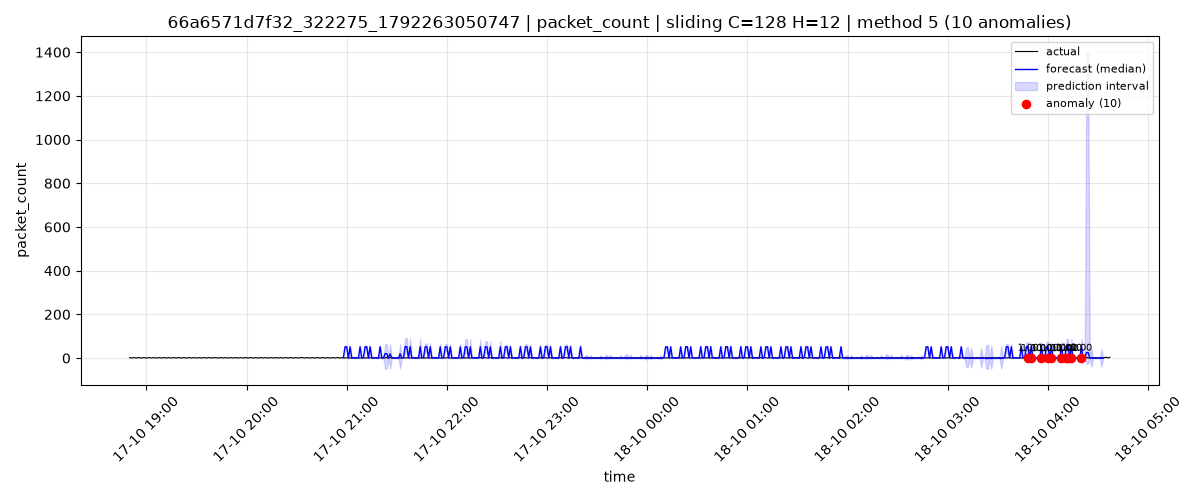 66a6571d7f32_322275_1792263050747 | packet_count | sliding C=128 H=12 | method 5 (10 anomalies)
actual
forecast (median)
prediction interval
anomaly (10)
packet_count
1400
1200
1000
800
600
400
200
0
17-10 19:00
17-10 20:00
17-10 21:00
17-10 22:00
17-10 23:00
18-10 00:00
18-10 01:00
18-10 02:00
18-10 03:00
18-10 04:00
18-10 05:00
time